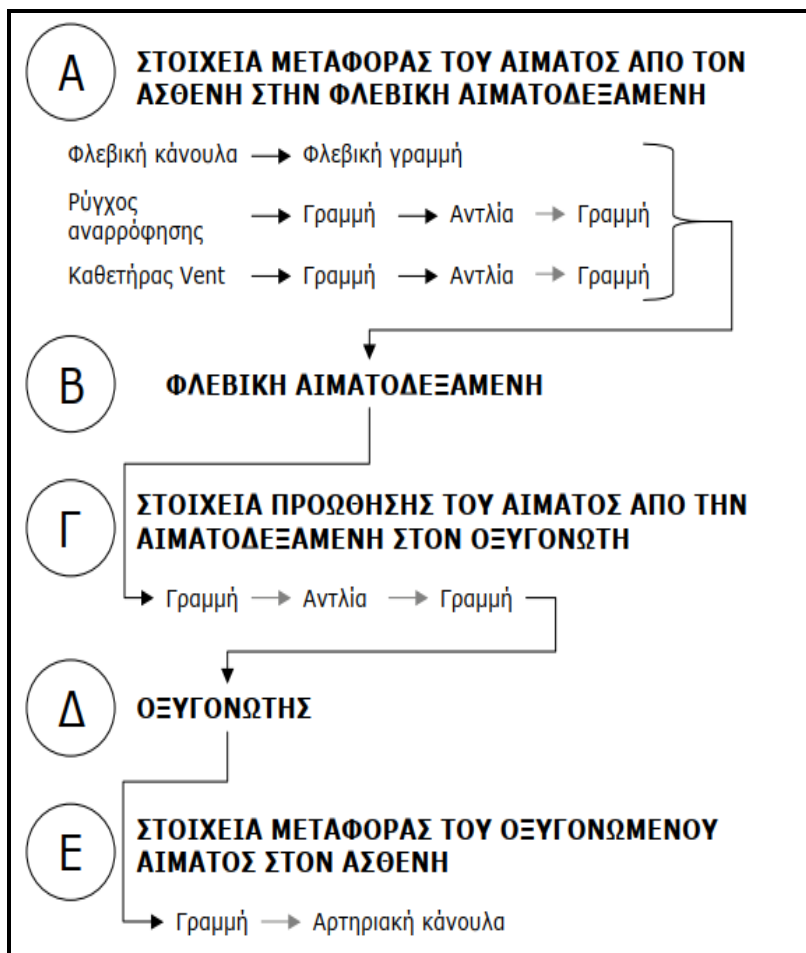 Α
ΣΤΟΙΧΕΙΑ ΜΕΤΑΦΟΡΑΣ ΤΟΥ ΑΙΜΑΤΟΣ ΑΠΟ ΤΟΝ
ΑΣΘΕΝΗ ΣΤΗΝ ΦΛΕΒΙΚΗ ΑΙΜΑΤΟΔΕΞΑΜΕΝΗ
Φλεβική κάνουλα → Φλεβική γραμμή
Ρύγχος
αναρρόφησης → Γραμμή → Αντλία → Γραμμή
Καθετήρας Vent → Γραμμή → Αντλία → Γραμμή
Β
ΦΛΕΒΙΚΗ ΑΙΜΑΤΟΔΕΞΑΜΕΝΗ
Γ
ΣΤΟΙΧΕΙΑ ΠΡΟΩΘΗΣΗΣ ΤΟΥ ΑΙΜΑΤΟΣ ΑΠΟ ΤΗΝ
ΑΙΜΑΤΟΔΕΞΑΜΕΝΗ ΣΤΟΝ ΟΞΥΓΟΝΩΤΗ
Γραμμή → Αντλία → Γραμμή
Δ
ΟΞΥΓΟΝΩΤΗΣ
Ε
ΣΤΟΙΧΕΙΑ ΜΕΤΑΦΟΡΑΣ ΤΟΥ ΟΞΥΓΟΝΩΜΕΝΟΥ
ΑΙΜΑΤΟΣ ΣΤΟΝ ΑΣΘΕΝΗ
Γραμμή → Αρτηριακή κάνουλα